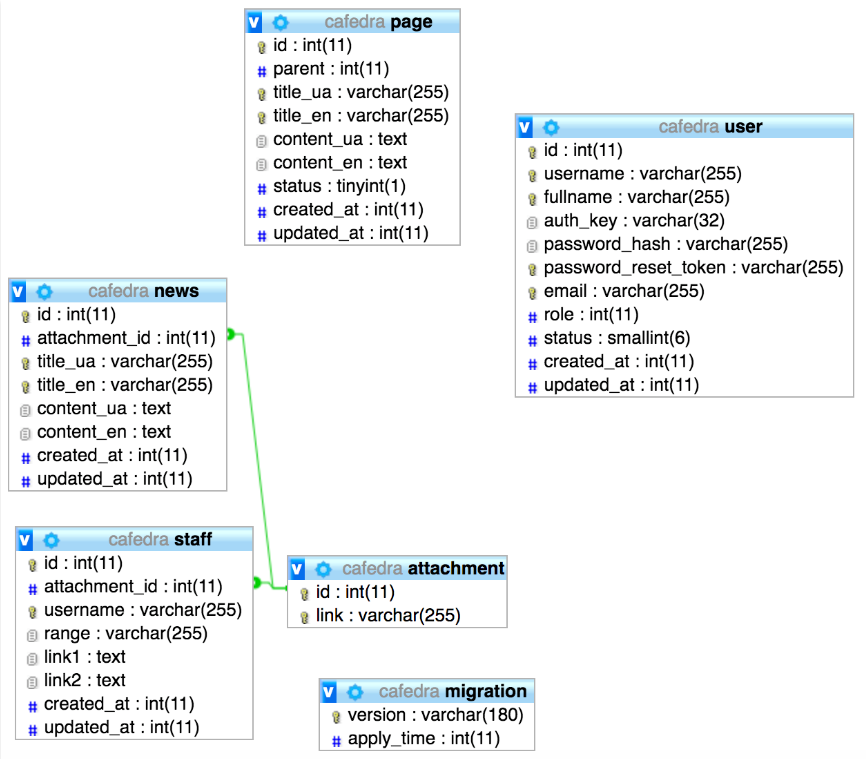 cafedra page
id : int(11)
parent : int(11)
title_ua : varchar(255)
title_en : varchar(255)
content_ua : text
content_en : text
status : tinyint(1)
created_at : int(11)
updated_at : int(11)
cafedra user
id : int(11)
username : varchar(255)
fullname : varchar(255)
auth_key : varchar(32)
password_hash : varchar(255)
password_reset_token : varchar(255)
email : varchar(255)
role : int(11)
status : smallint(6)
created_at : int(11)
updated_at : int(11)
cafedra news
id : int(11)
attachment_id : int(11)
title_ua : varchar(255)
title_en : varchar(255)
content_ua : text
content_en : text
created_at : int(11)
updated_at : int(11)
cafedra staff
id : int(11)
attachment_id : int(11)
username : varchar(255)
range : varchar(255)
link1 : text
link2 : text
created_at : int(11)
updated_at : int(11)
cafedra attachment
id : int(11)
link : varchar(255)
cafedra migration
version : varchar(180)
apply_time : int(11)